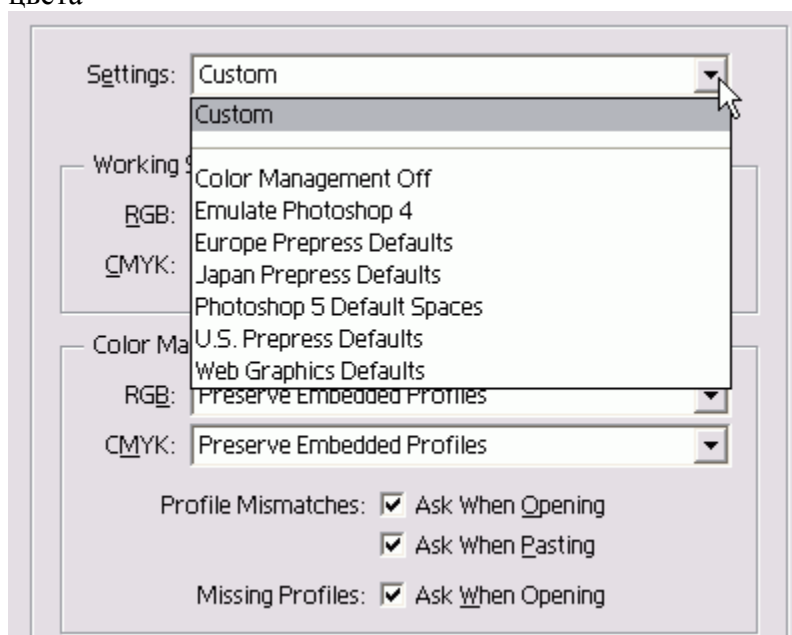 цвета
Settings: Custom
Custom
Working
Color Management Off
RGB: Emulate Photoshop 4
Europe Prepress Defaults
CMYK:
Japan Prepress Defaults
Photoshop 5 Default Spaces
Color Ma U.S. Prepress Defaults
Web Graphics Defaults
RGB: Preserve Embedded Profiles
CMYK: Preserve Embedded Profiles
Profile Mismatches: Ask When Opening
Ask When Pasting
Missing Profiles: Ask When Opening